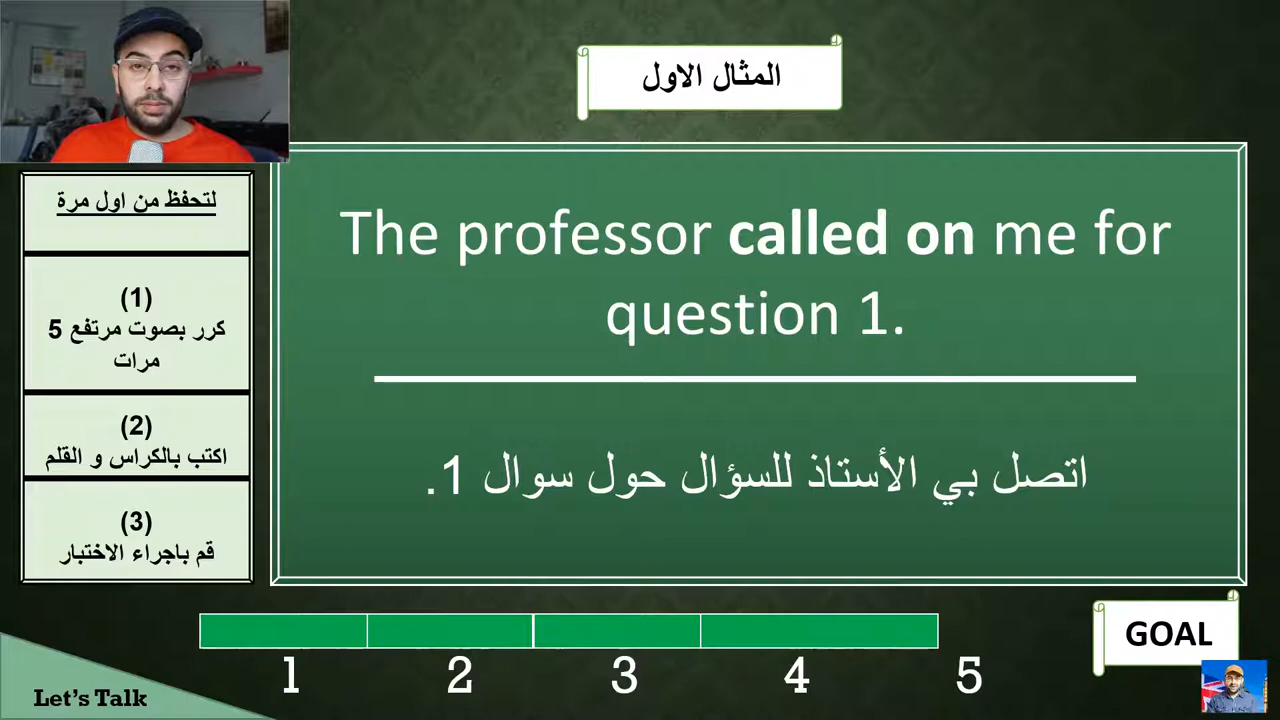 المثال الاول
لتحفظ من اول مرة
(1)
كرر بصوت مرتفع 5
مرات
(2)
اكتب بالكراس و القلم
(3)
قم باجراء الاختبار
The professor called on me for
question 1.
اتصل بي الأستاذ للسؤال حول سوال 1.
1 2 3 4 5
GOAL
Let's Talk